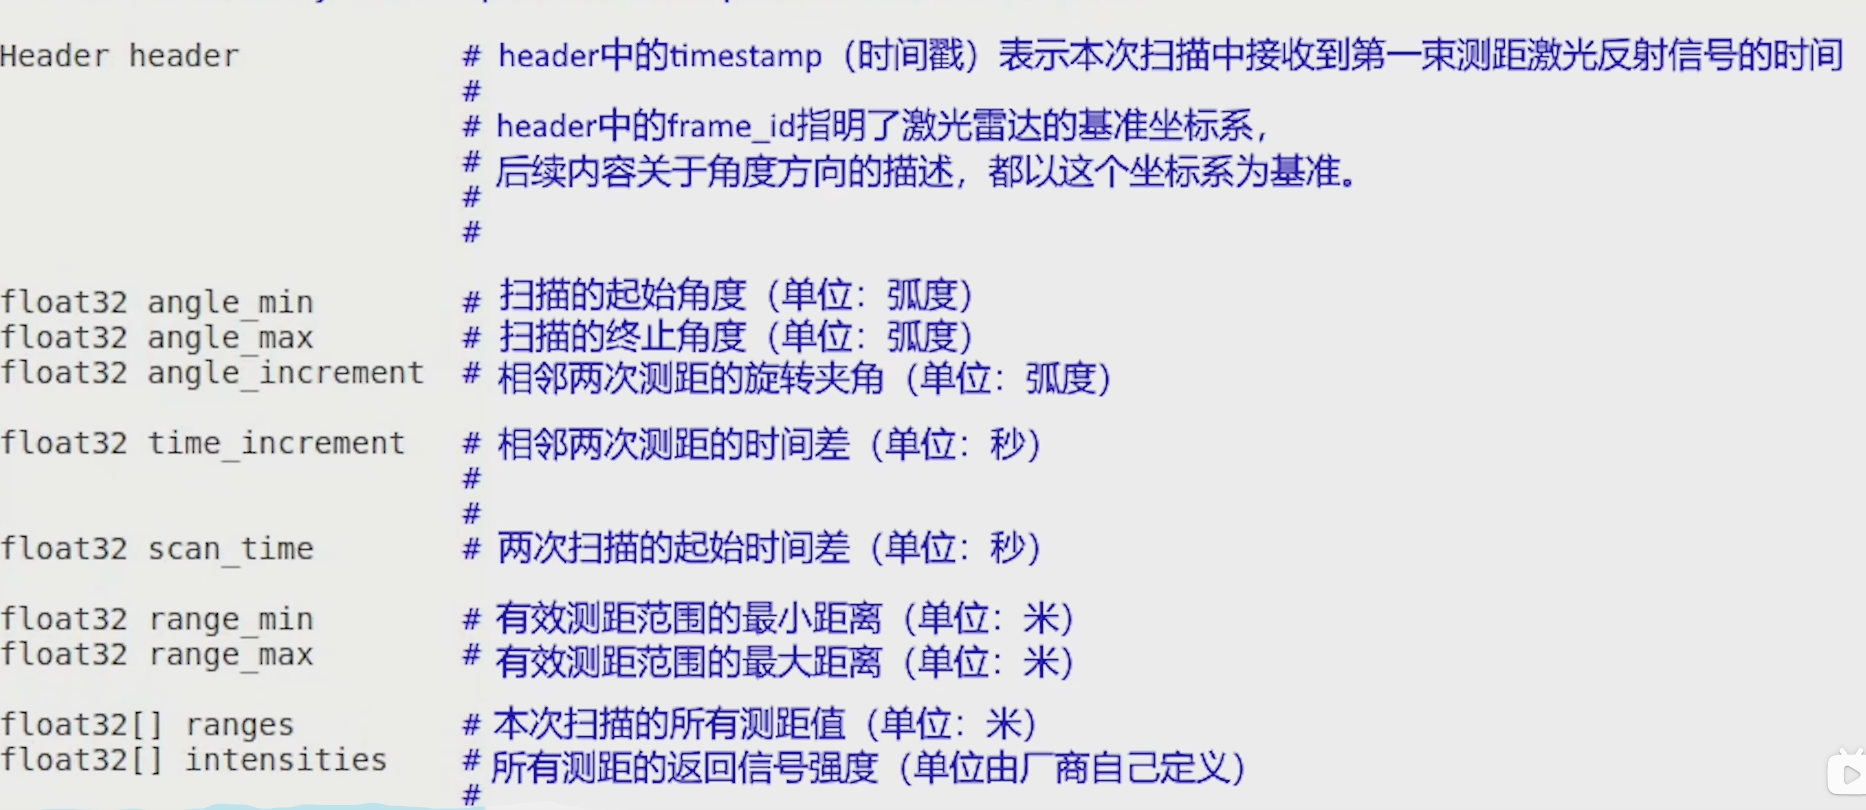 Header header # header中的timestamp（时间戳）表示本次扫描中接收到第一束测距激光反射信号的时间
#
# header中的frame_id指明了激光雷达的基准坐标系，
# 后续内容关于角度方向的描述，都以这个坐标系为基准。
#
#
float32 angle_min # 扫描的起始角度（单位：弧度）
float32 angle_max # 扫描的终止角度（单位：弧度）
float32 angle_increment # 相邻两次测距的旋转夹角（单位：弧度）
float32 time_increment # 相邻两次测距的时间差（单位：秒）
#
#
float32 scan_time # 两次扫描的起始时间差（单位：秒）
float32 range_min # 有效测距范围的最小距离（单位：米）
float32 range_max # 有效测距范围的最大距离（单位：米）
float32[] ranges # 本次扫描的所有测距值（单位：米）
float32[] intensities # 所有测距的返回信号强度（单位由厂商自己定义）
#